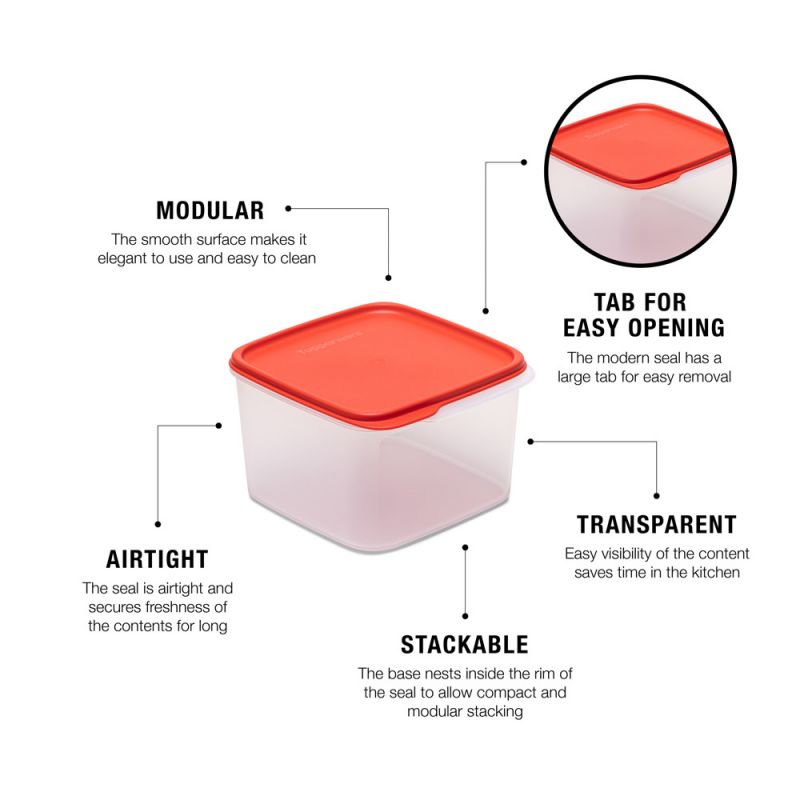 MODULAR
The smooth surface makes it
elegant to use and easy to clean
Tupperware
TAB FOR
EASY OPENING
The modern seal has a
large tab for easy removal
Tupperware
AIRTIGHT
The seal is airtight and
secures freshness of
the contents for long
TRANSPARENT
Easy visibility of the content
saves time in the kitchen
STACKABLE
The base nests inside the rim of
the seal to allow compact and
modular stacking